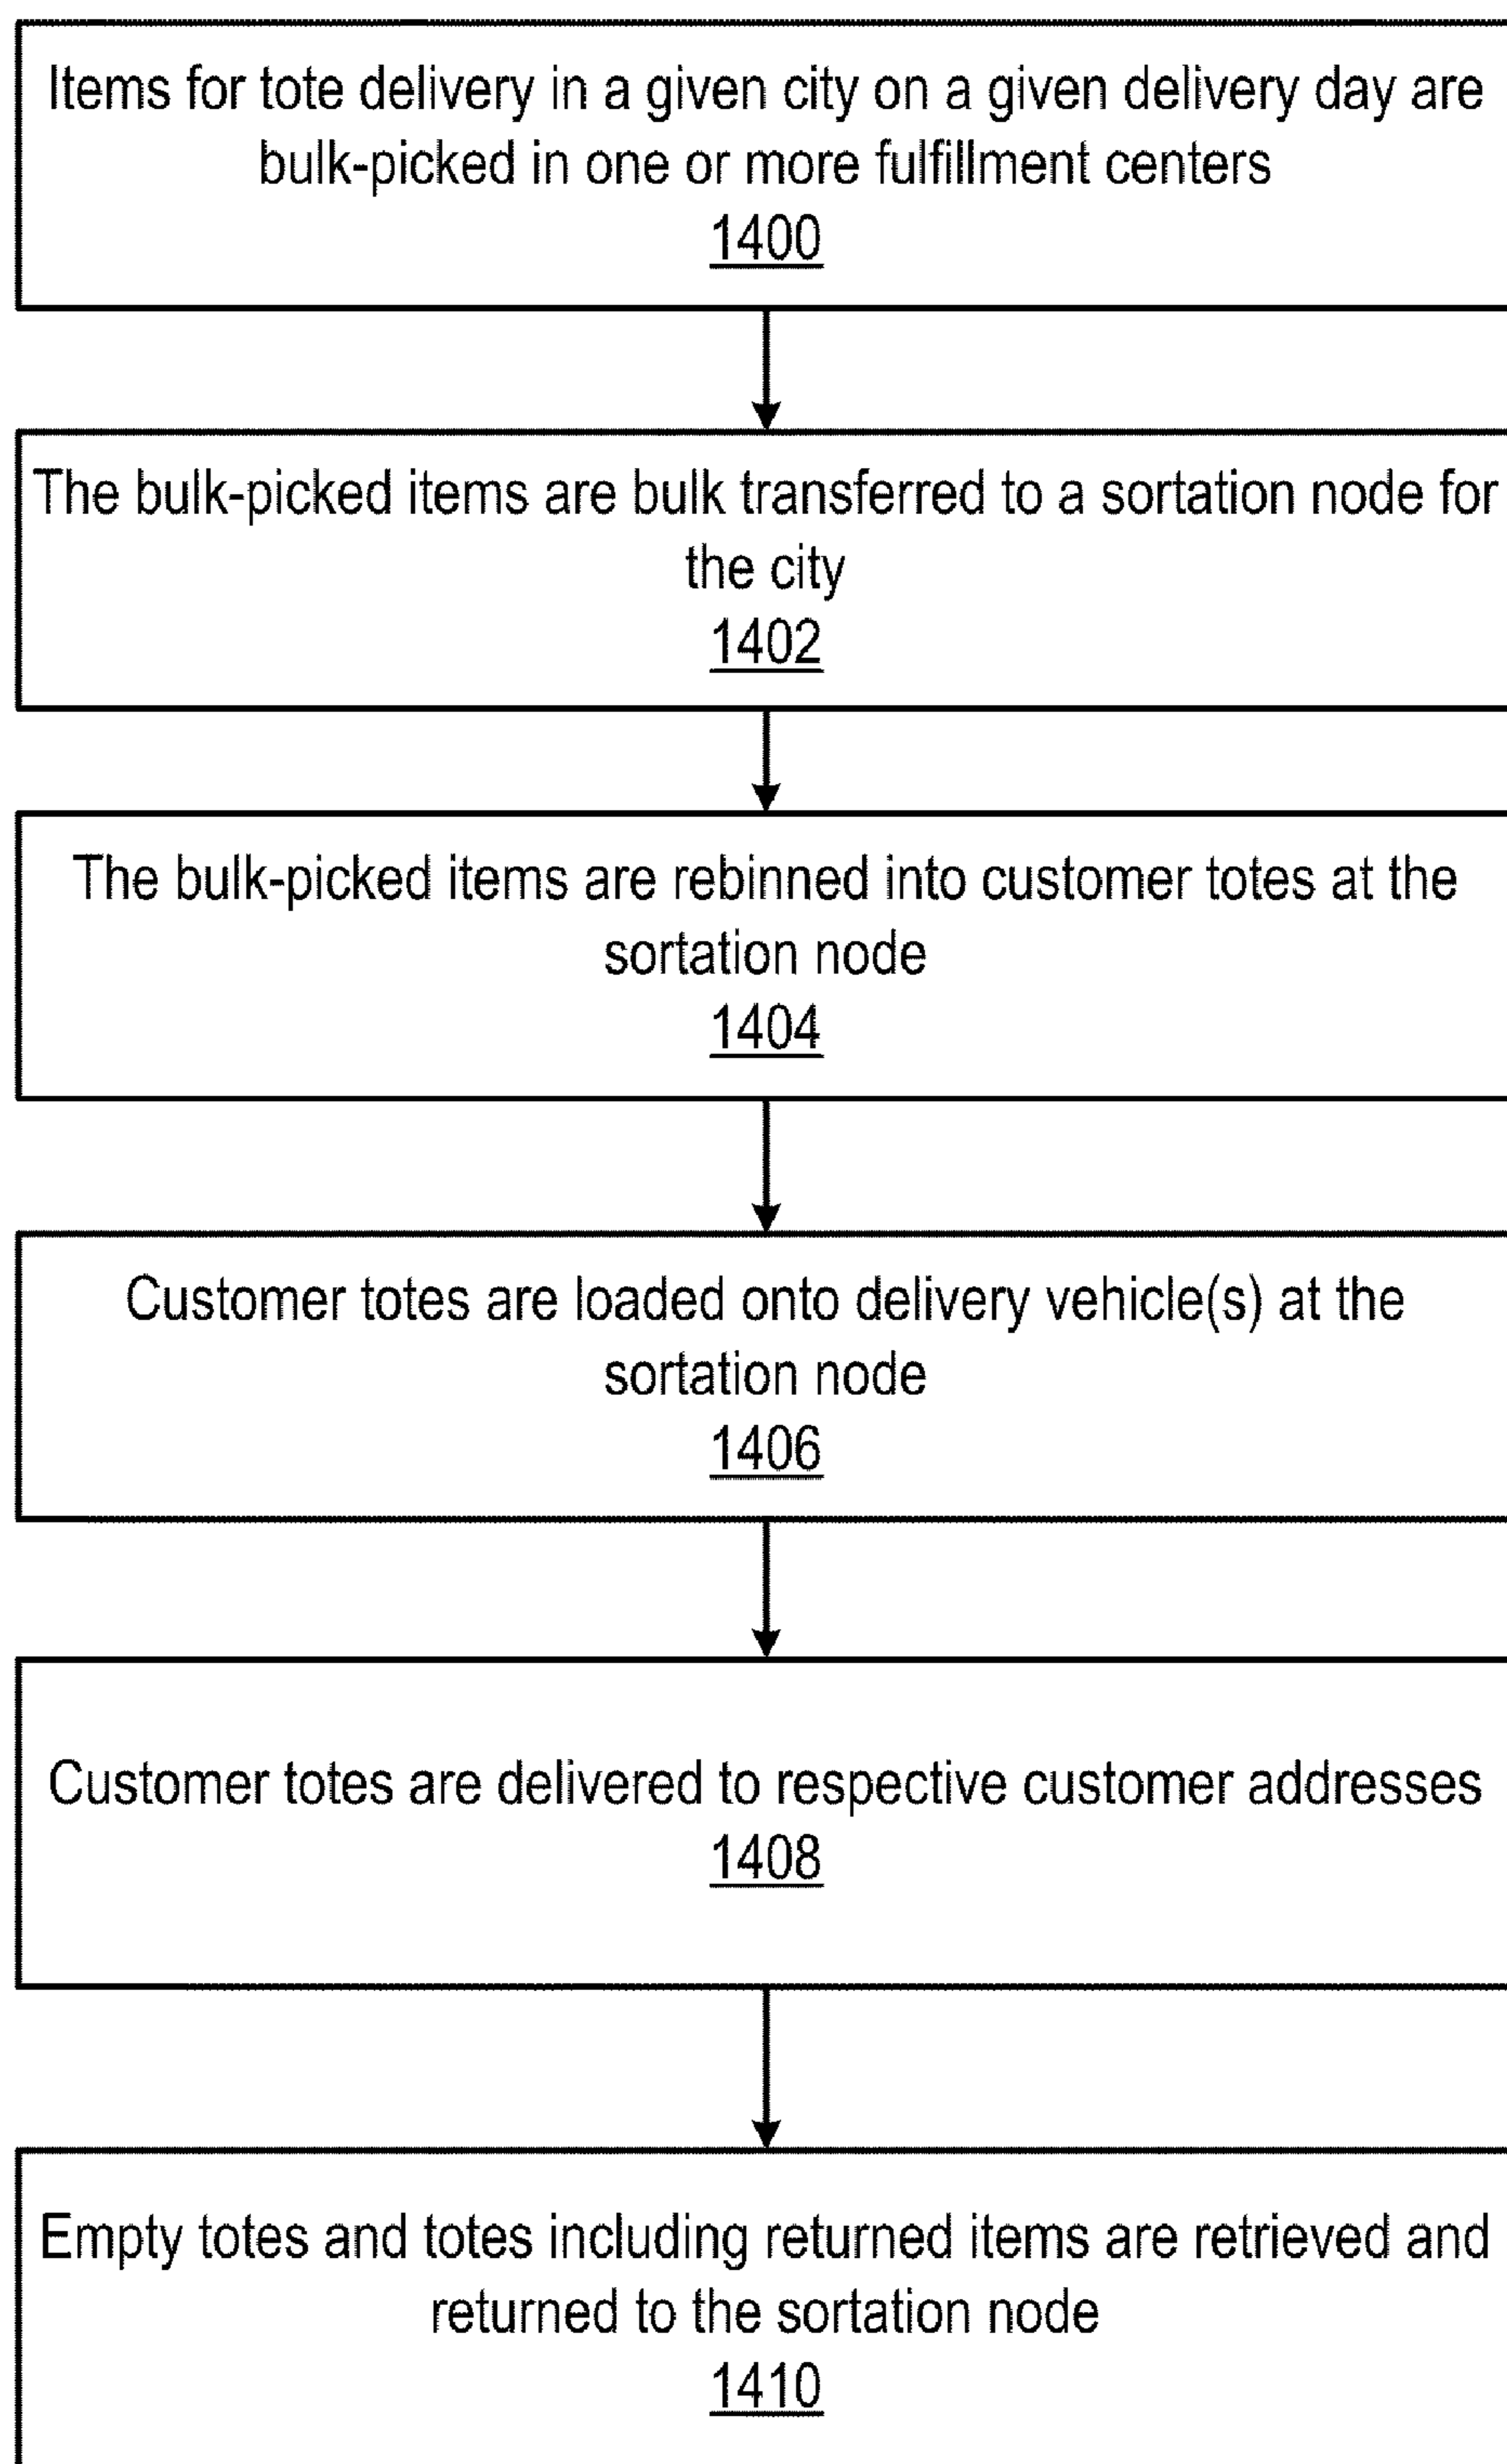 Items for tote delivery in a given city on a given delivery day are
bulk-picked in one or more fulfillment centers
1400
The bulk-picked items are bulk transferred to a sortation node for
the city
1402
The bulk-picked items are rebinned into customer totes at the
sortation node
1404
Customer totes are loaded onto delivery vehicle(s) at the
sortation node
1406
Customer totes are delivered to respective customer addresses
1408
Empty totes and totes including returned items are retrieved and
returned to the sortation node
1410